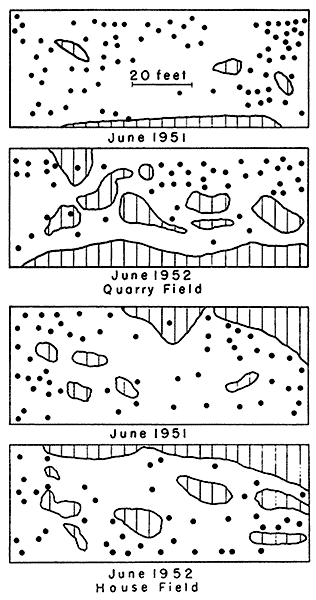 20 feet
June 1951
June 1952
Quarry Field
June 1951
June 1952
House Field